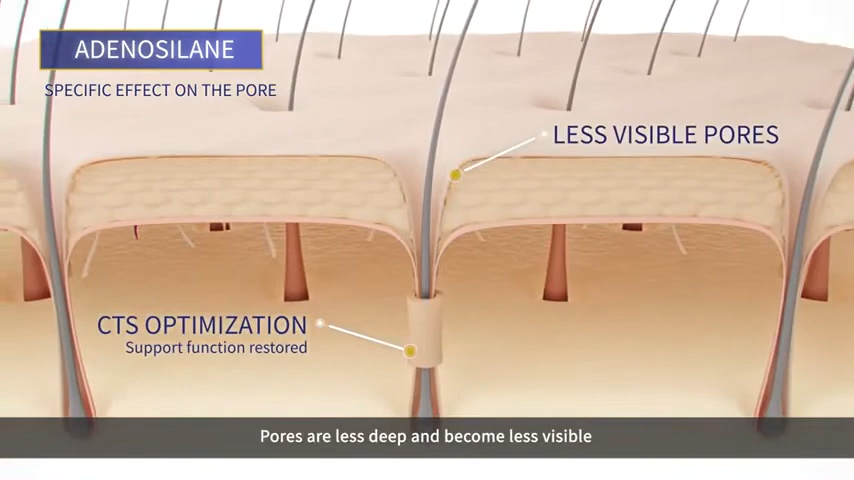 ADENOSILANE
SPECIFIC EFFECT ON THE PORE
LESS VISIBLE PORES
CTS OPTIMIZATION
Support function restored
Pores are less deep and become less visible